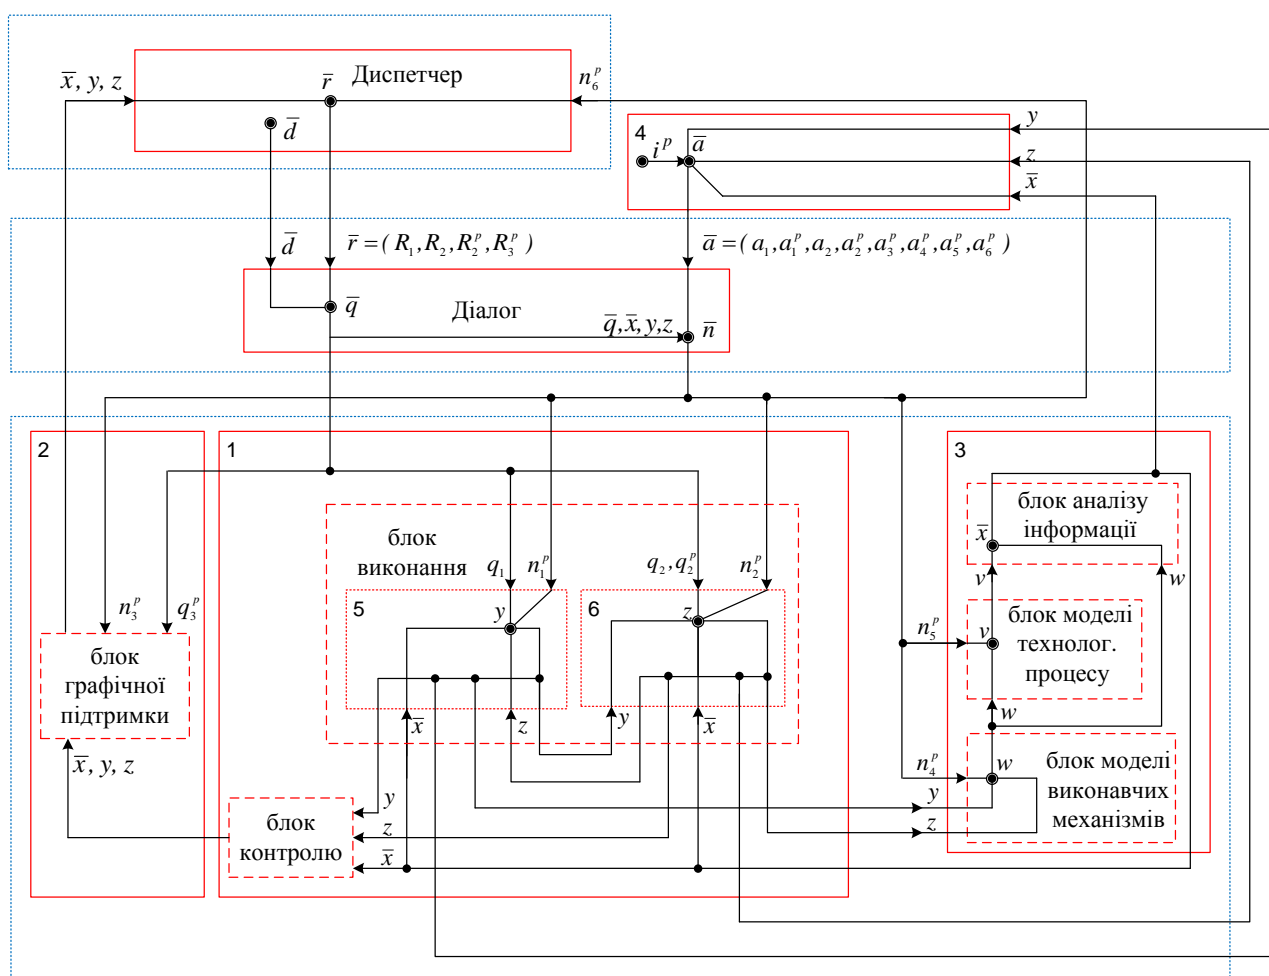 Диспетчер
x̅, y, z
r̅
n₆ᵖ
d̅
4
iᵖ
a̅
y
z
x̅
d̅
r̅ = ( R₁, R₂, R₂ᵖ, R₃ᵖ )
a̅ = ( a₁, a₁ᵖ, a₂, a₂ᵖ, a₃ᵖ, a₄ᵖ, a₅ᵖ, a₆ᵖ )
q̅
Діалог
q̅, x̅, y, z
n̅
2
1
3
блок аналізу
інформації
x̅
v
w
блок
виконання
q₁
n₁ᵖ
q₂, q₂ᵖ
n₂ᵖ
5
y
6
z
n₃ᵖ
q₃ᵖ
блок
графічної
підтримки
n₅ᵖ
v
блок моделі
технолог.
процесу
w
x̅
z
y
x̅
x̅, y, z
n₄ᵖ
w
блок моделі
виконавчих
механізмів
y
z
блок
контролю
y
z
x̅